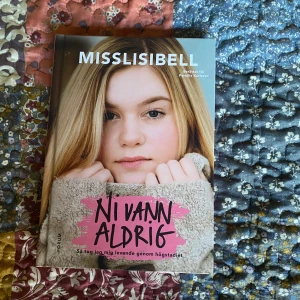 MISSLISIBELL
NI VANN
ALDRIG
Så tog jag mig levande genom högstadiet